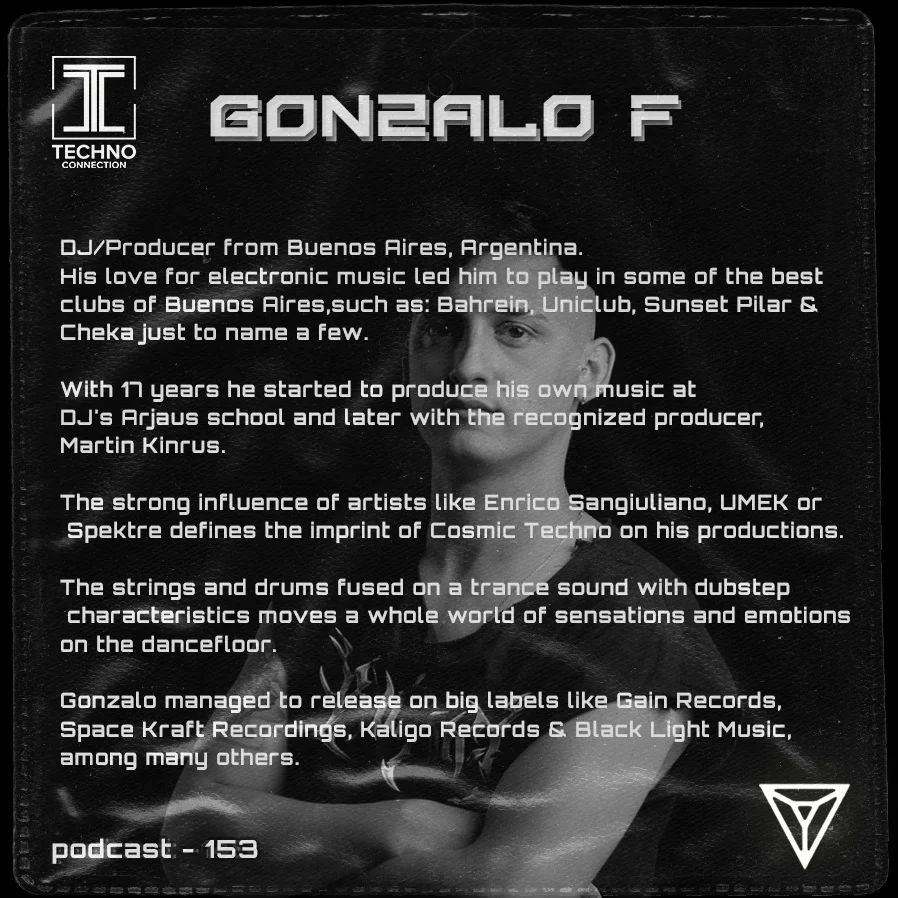 TECHNO
CONNECTION
GONZALO F
DJ/Producer from Buenos Aires, Argentina.
His love for electronic music led him to play in some of the best
clubs of Buenos Aires,such as: Bahrein, Uniclub, Sunset Pilar &
Cheka just to name a few.
With 17 years he started to produce his own music at
DJ's Arjaus school and later with the recognized producer,
Martin Kinrus.
The strong influence of artists like Enrico Sangiuliano, UMEK or
Spektre defines the imprint of Cosmic Techno on his productions.
The strings and drums fused on a trance sound with dubstep
characteristics moves a whole world of sensations and emotions
on the dancefloor.
Gonzalo managed to release on big labels like Gain Records,
Space Kraft Recordings, Kaligo Records & Black Light Music,
among many others.
podcast - 153